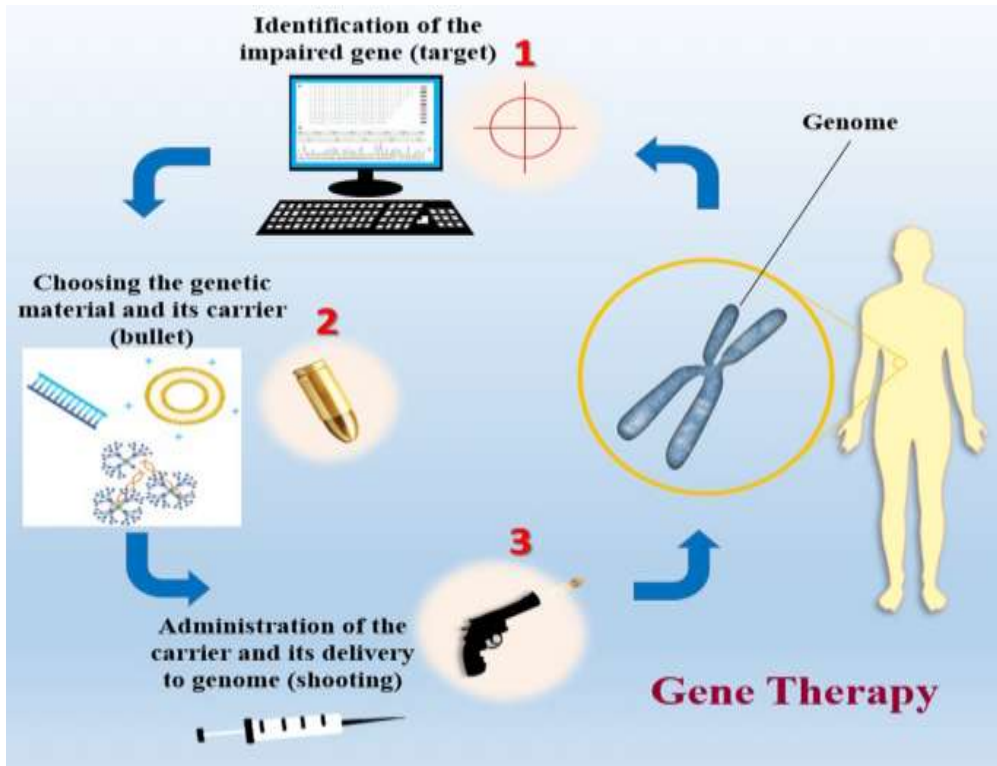 Identification of the
impaired gene (target)
1
Genome
Choosing the genetic
material and its carrier
(bullet)
2
3
Administration of the
carrier and its delivery
to genome (shooting)
Gene Therapy